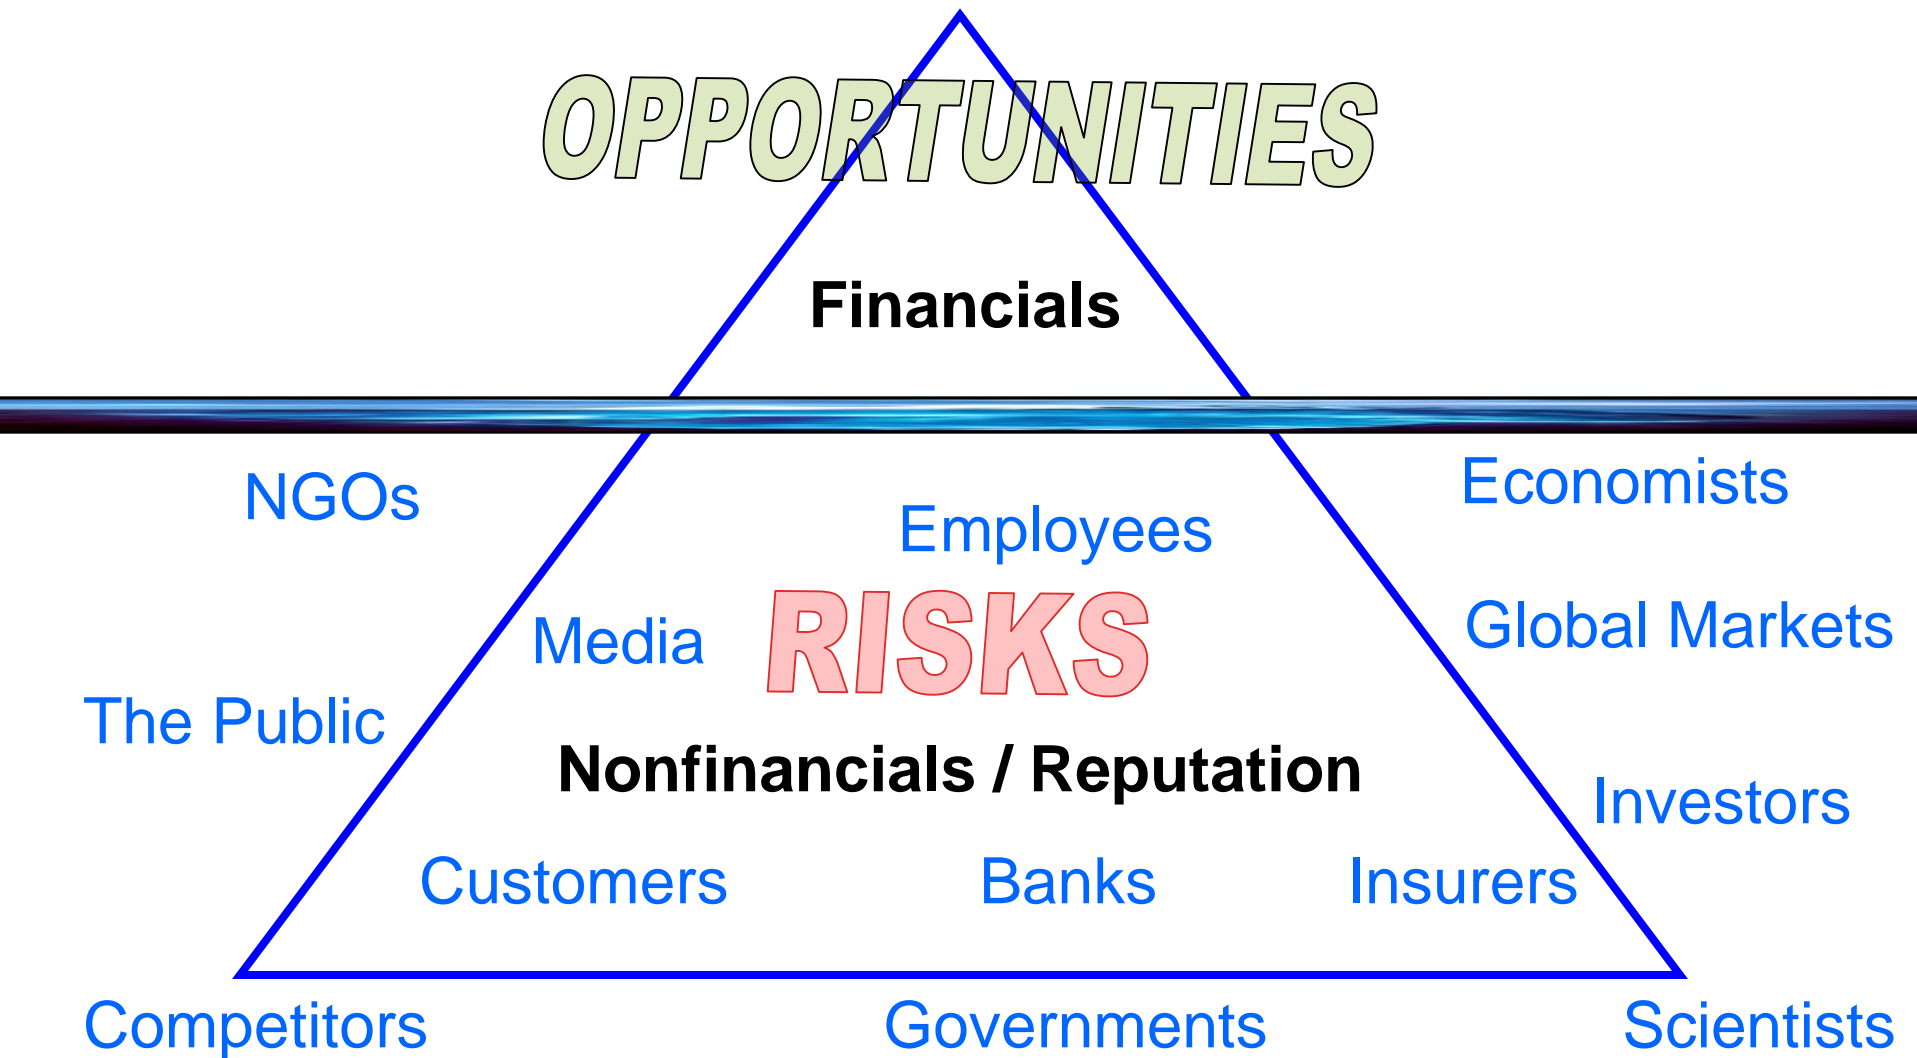 OPPORTUNITIES
Financials
NGOs
Economists
Employees
Media
RISKS
Global Markets
The Public
Nonfinancials / Reputation
Investors
Customers
Banks
Insurers
Competitors
Governments
Scientists